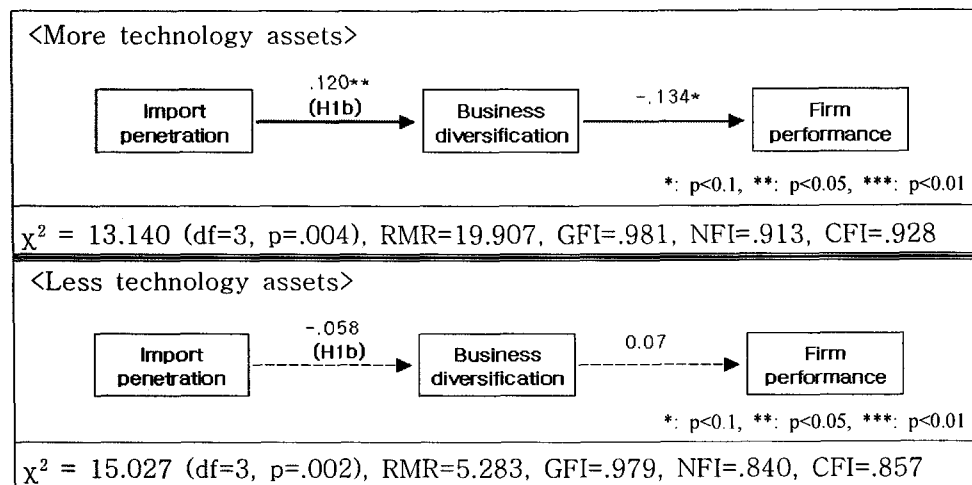 <More technology assets>
.120**
(H1b)
-.134*
Import
penetration
Business
diversification
Firm
performance
*: p<0.1, **: p<0.05, ***: p<0.01
χ² = 13.140 (df=3, p=.004), RMR=19.907, GFI=.981, NFI=.913, CFI=.928
<Less technology assets>
-.058
(H1b)
0.07
Import
penetration
Business
diversification
Firm
performance
*: p<0.1, **: p<0.05, ***: p<0.01
χ² = 15.027 (df=3, p=.002), RMR=5.283, GFI=.979, NFI=.840, CFI=.857